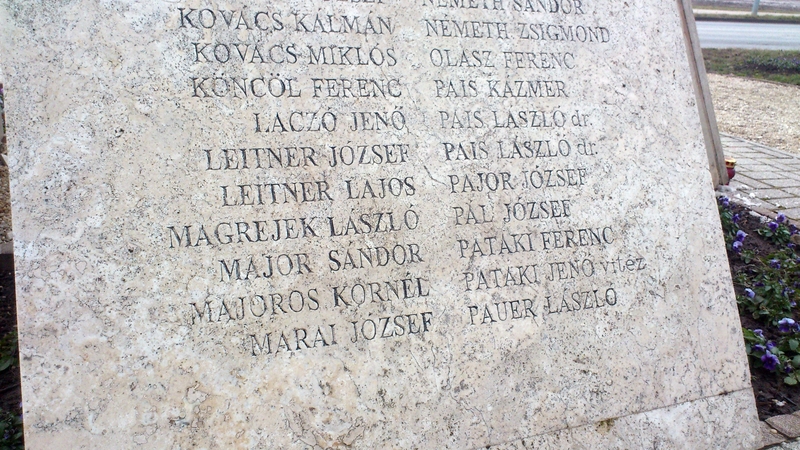 NÉMETH SÁNDOR
KOVÁCS KÁLMÁN
KOVÁCS MIKLÓS
KÖNCÖL FERENC
LACZÓ JENŐ
LEITNER JÓZSEF
LEITNER LAJOS
MAGREJEK LÁSZLÓ
MAJOR SÁNDOR
MAJOROS KORNÉL
MARAI JÓZSEF
NEMETH ZSIGMOND
OLASZ FERENC
PAIS KÁZMÉR
PAIS LÁSZLÓ dr.
PAIS LÁSZLÓ dr.
PAJOR JÓZSEF
PÁL JÓZSEF
PATAKI FERENC
PATAKI JENŐ vitéz
PAUER LÁSZLÓ